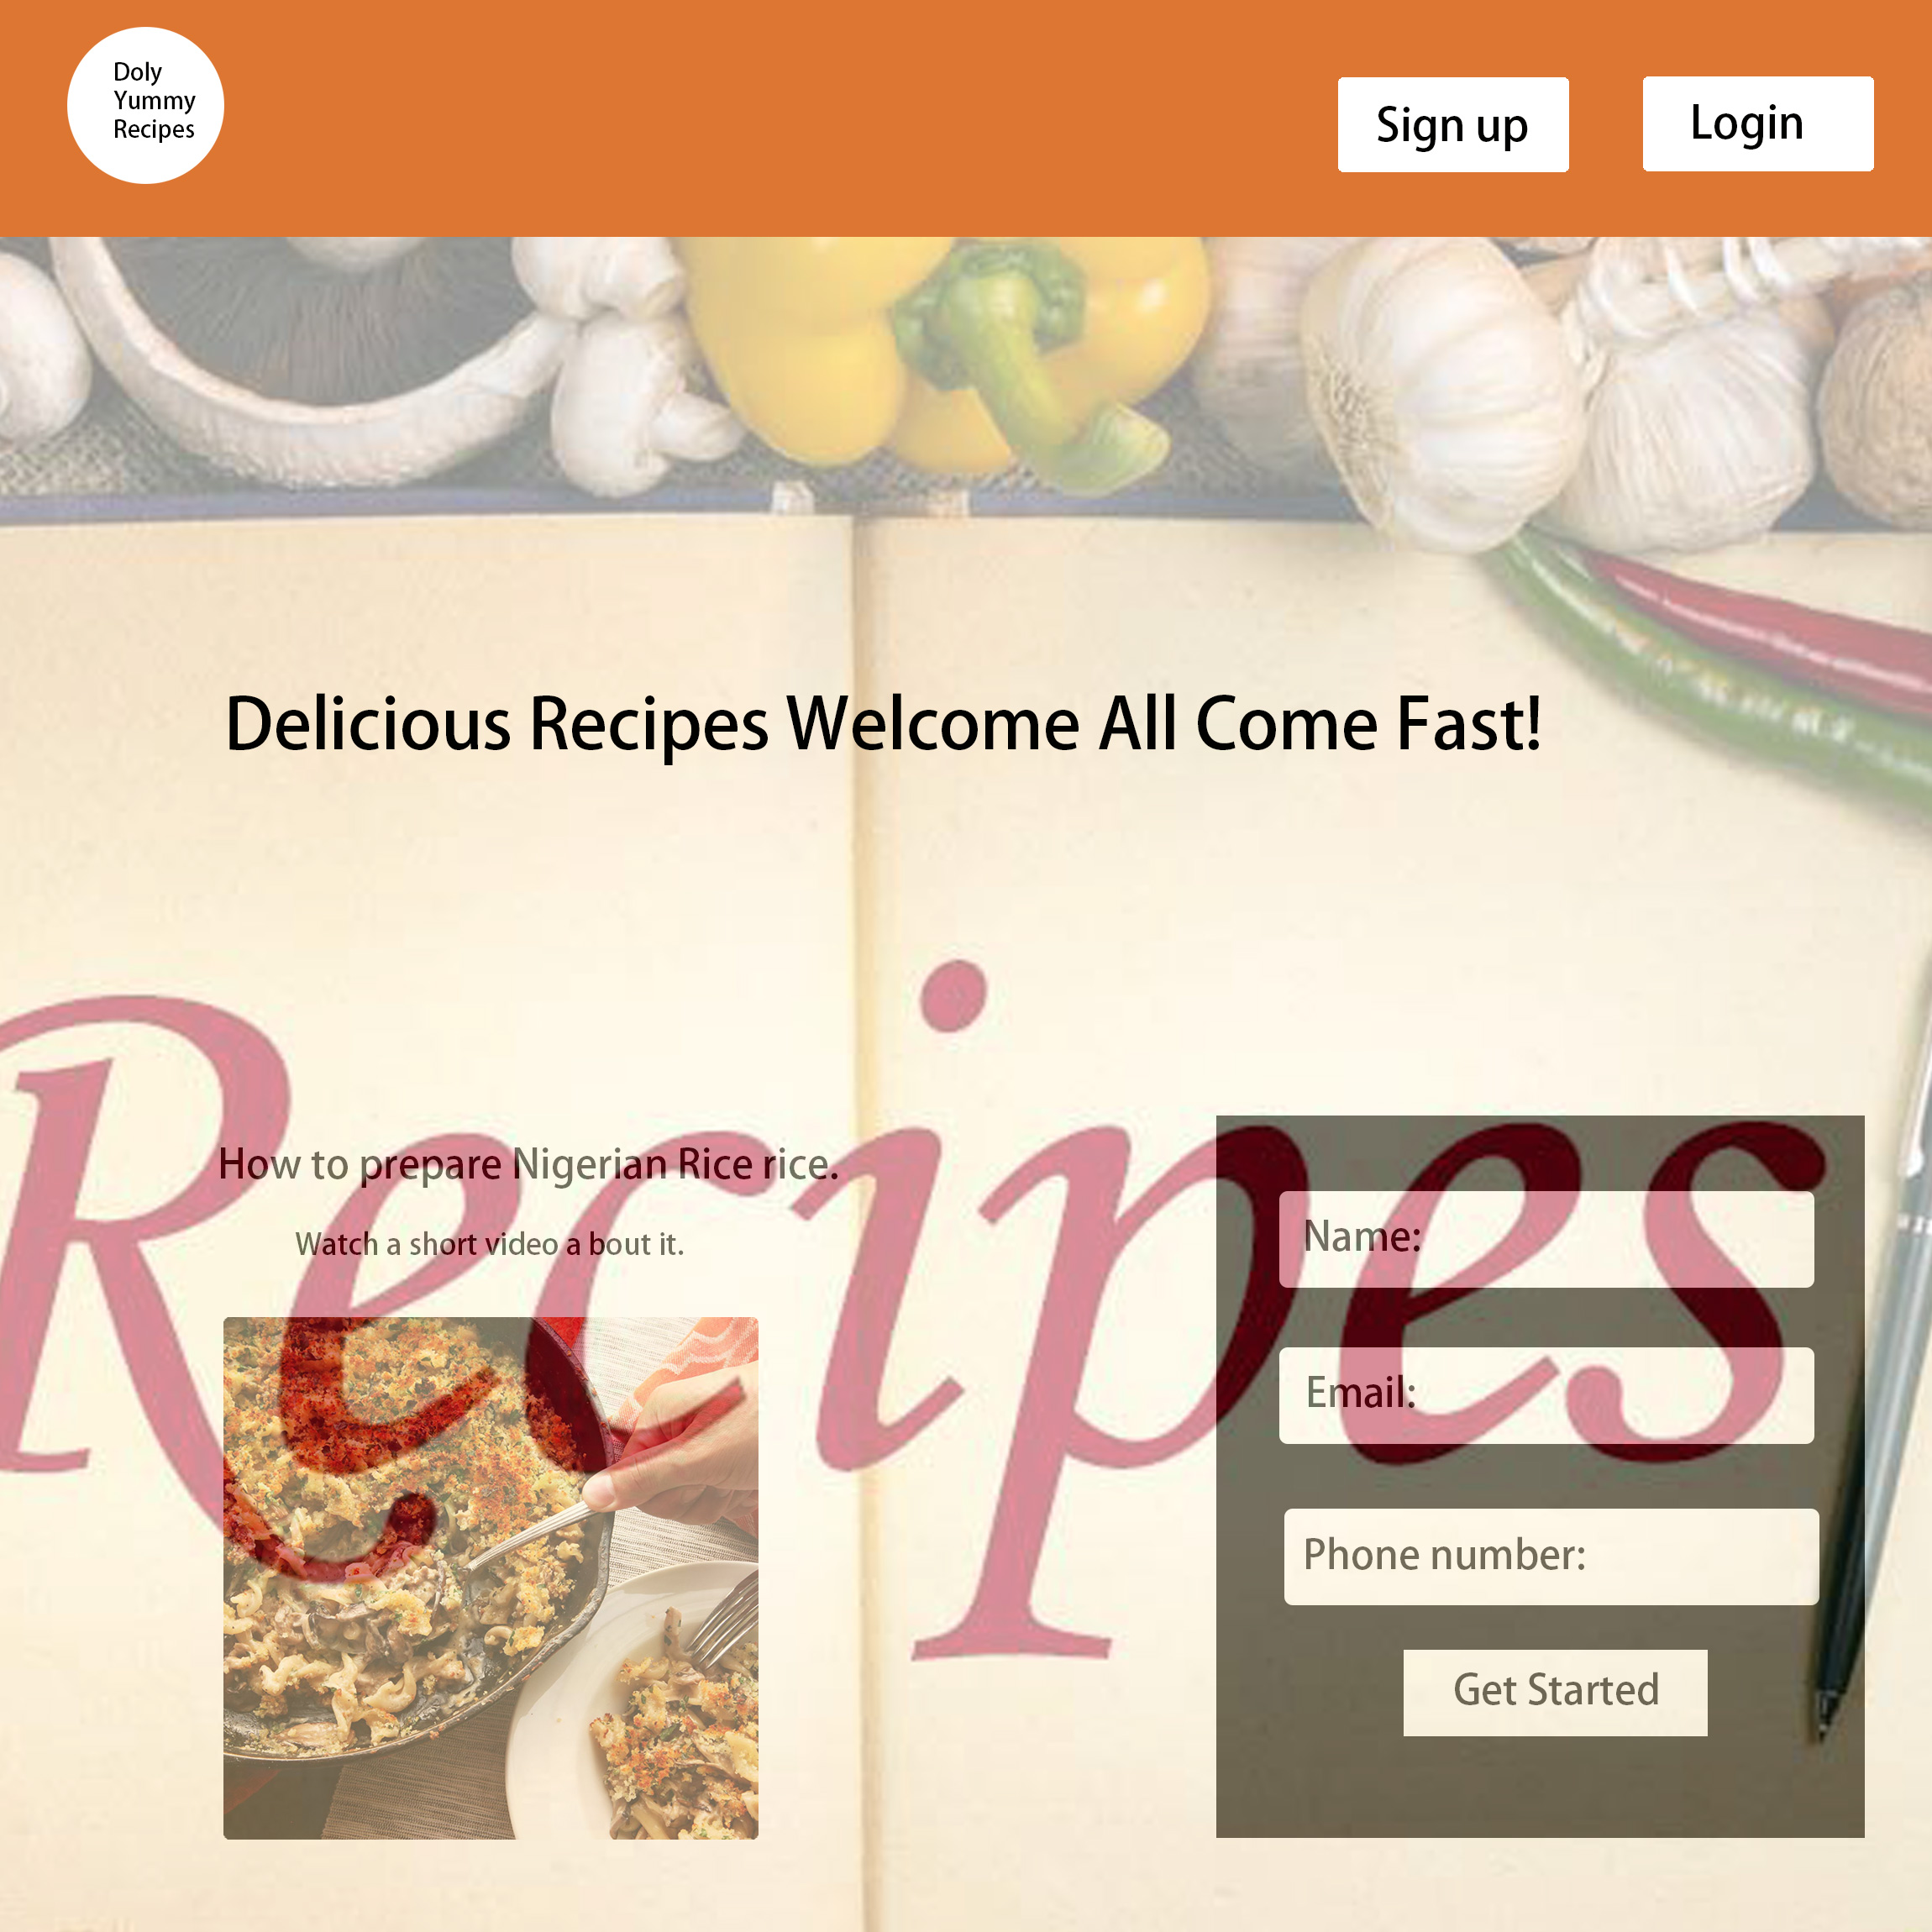 Doly
Yummy
Recipes
Sign up
Login
Delicious Recipes Welcome All Come Fast!
Recipes
How to prepare Nigerian Rice rice.
Watch a short video a bout it.
Name:
Email:
Phone number:
Get Started